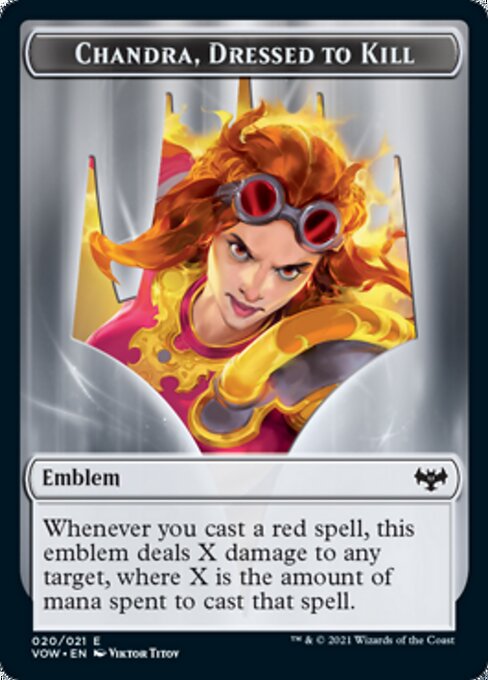 Chandra, Dressed to Kill
Emblem
Whenever you cast a red spell, this
emblem deals X damage to any
target, where X is the amount of
mana spent to cast that spell.
020/021 E
VOW • EN Viktor Titov
™ & © 2021 Wizards of the Coast